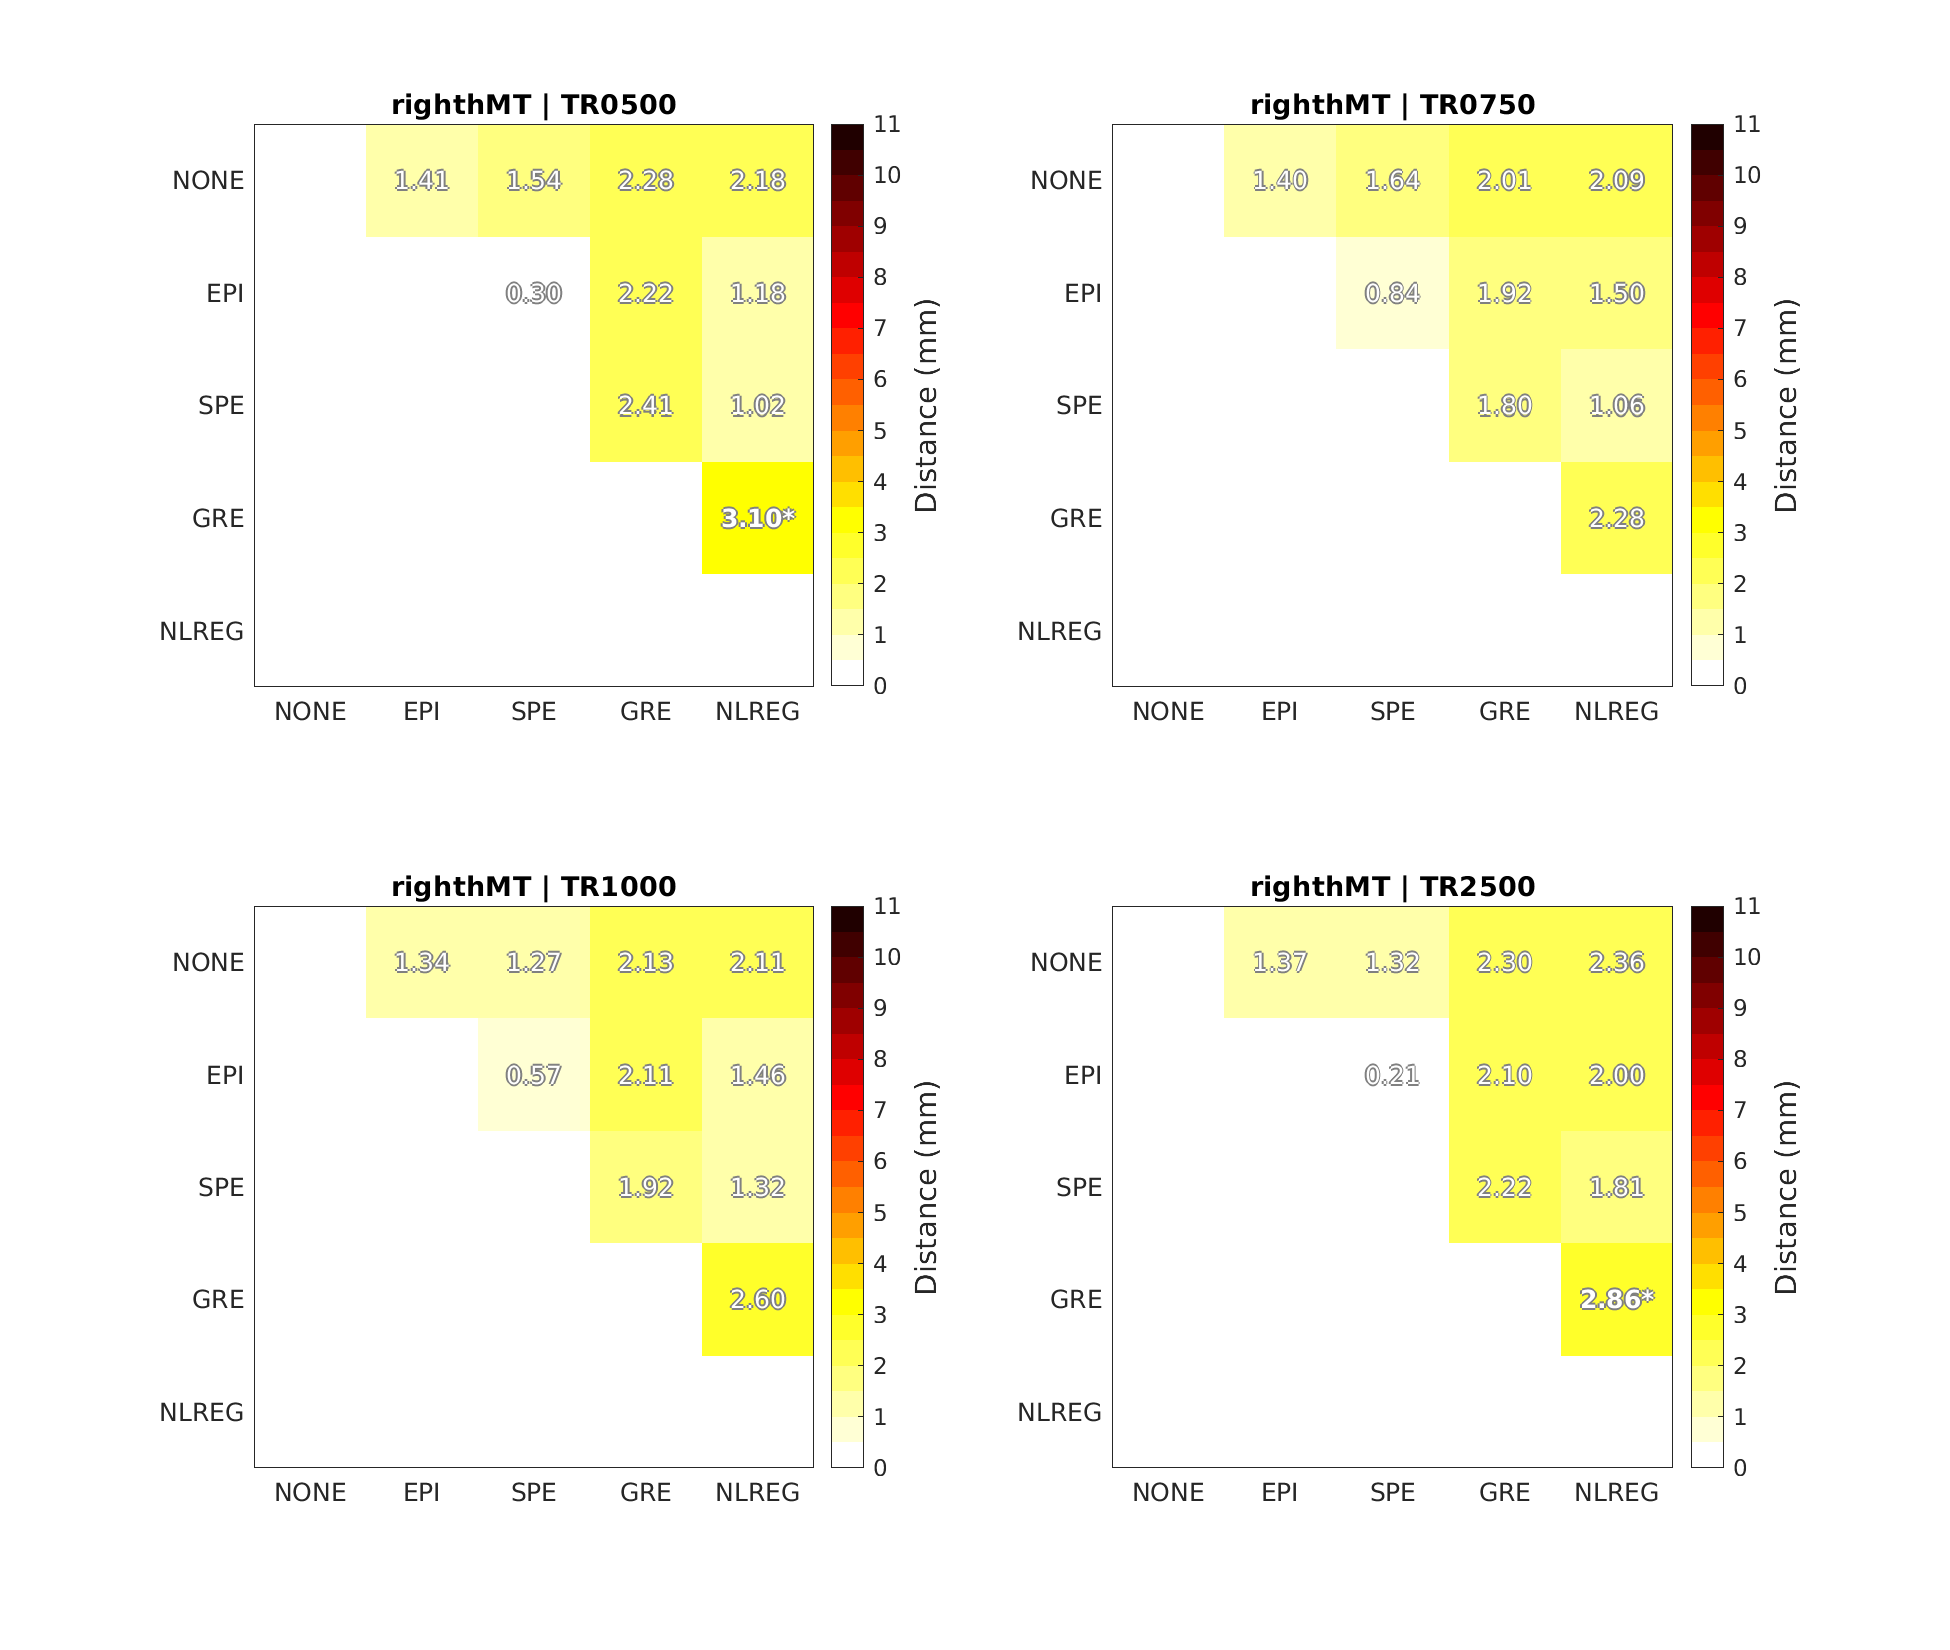 righthMT | TR0500
NONE 1.41 1.54 2.28 2.18
EPI 0.30 2.22 1.18
SPE 2.41 1.02
GRE 3.10*
NLREG
NONE EPI SPE GRE NLREG
11
10
9
8
7
6
5
4
3
2
1
0
Distance (mm)
righthMT | TR0750
NONE 1.40 1.64 2.01 2.09
EPI 0.84 1.92 1.50
SPE 1.80 1.06
GRE 2.28
NLREG
NONE EPI SPE GRE NLREG
11
10
9
8
7
6
5
4
3
2
1
0
Distance (mm)
righthMT | TR1000
NONE 1.34 1.27 2.13 2.11
EPI 0.57 2.11 1.46
SPE 1.92 1.32
GRE 2.60
NLREG
NONE EPI SPE GRE NLREG
11
10
9
8
7
6
5
4
3
2
1
0
Distance (mm)
righthMT | TR2500
NONE 1.37 1.32 2.30 2.36
EPI 0.21 2.10 2.00
SPE 2.22 1.81
GRE 2.86*
NLREG
NONE EPI SPE GRE NLREG
11
10
9
8
7
6
5
4
3
2
1
0
Distance (mm)